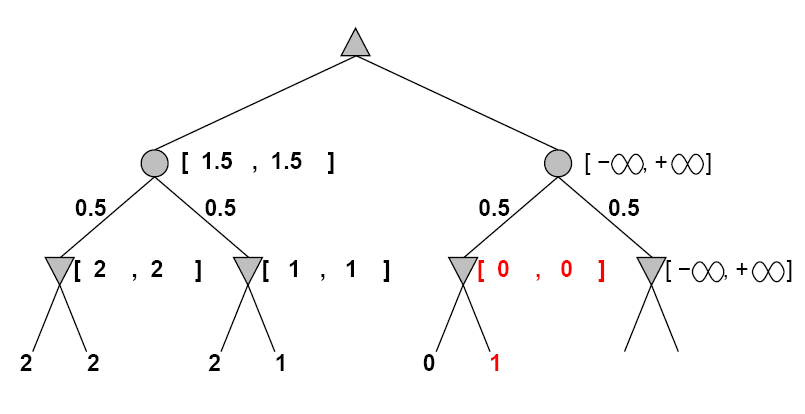 [ 1.5 , 1.5 ] [ −∞, +∞]
0.5 0.5 0.5 0.5
[ 2 , 2 ] [ 1 , 1 ] [ 0 , 0 ] [ −∞, +∞]
2 2 2 1 0 1